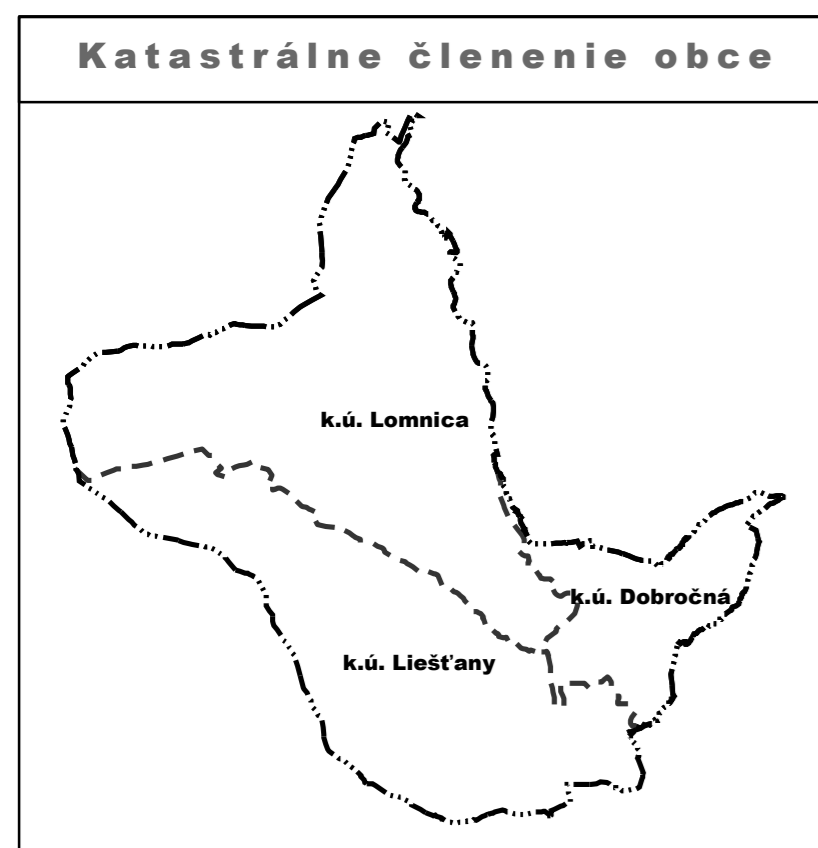 Katastrálne členenie obce
k.ú. Lomnica
k.ú. Dobročná
k.ú. Liešťany